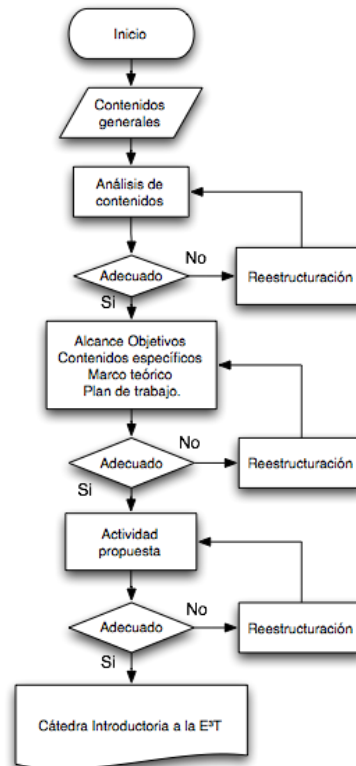 Inicio
Contenidos
generales
Análisis de
contenidos
Adecuado
No
Reestructuración
Si
Alcance Objetivos
Contenidos específicos
Marco teórico
Plan de trabajo.
Adecuado
No
Reestructuración
Si
Actividad
propuesta
Adecuado
No
Reestructuración
Si
Cátedra Introductoria a la E³T